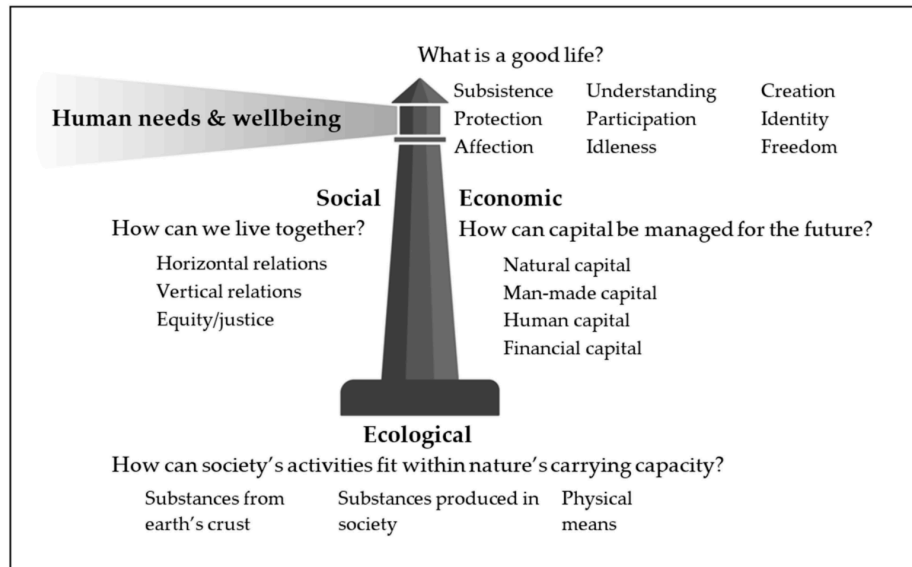 What is a good life?
Human needs & wellbeing
Subsistence Understanding Creation
Protection Participation Identity
Affection Idleness Freedom
Social
How can we live together?
Horizontal relations
Vertical relations
Equity/justice
Economic
How can capital be managed for the future?
Natural capital
Man-made capital
Human capital
Financial capital
Ecological
How can society's activities fit within nature's carrying capacity?
Substances from
earth's crust
Substances produced in
society
Physical
means